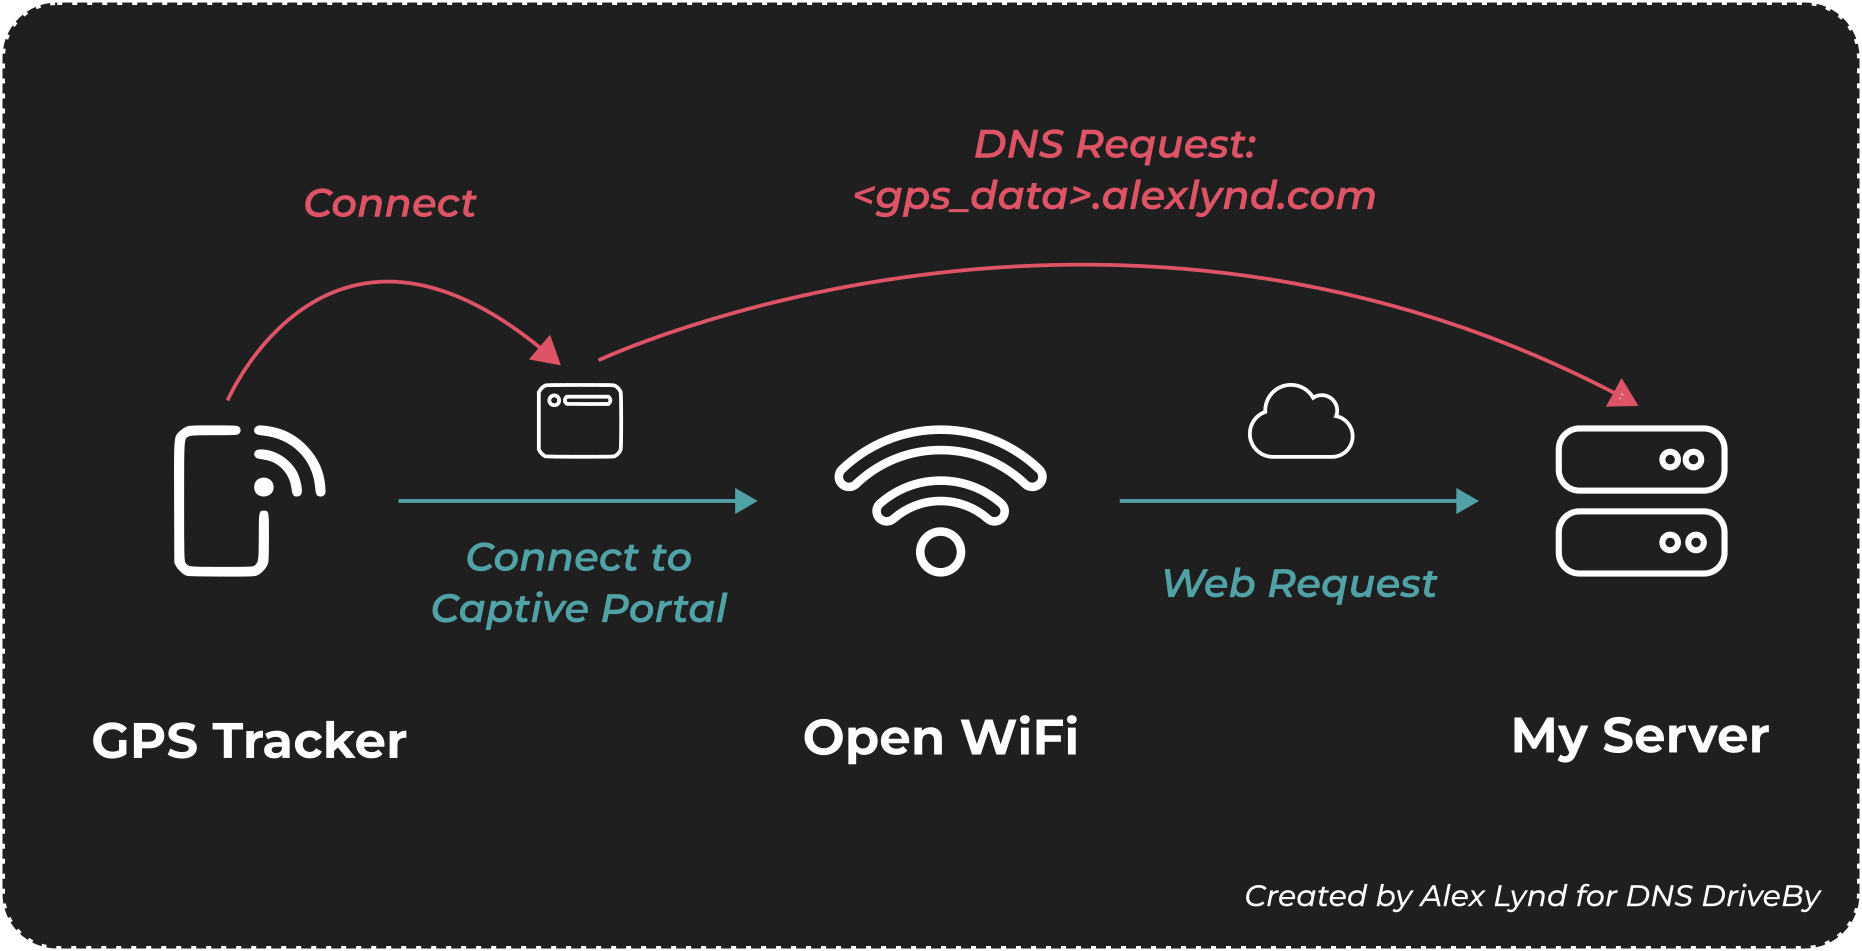 DNS Request:
<gps_data>.alexlynd.com
Connect
Connect to
Captive Portal
Web Request
GPS Tracker
Open WiFi
My Server
Created by Alex Lynd for DNS DriveBy